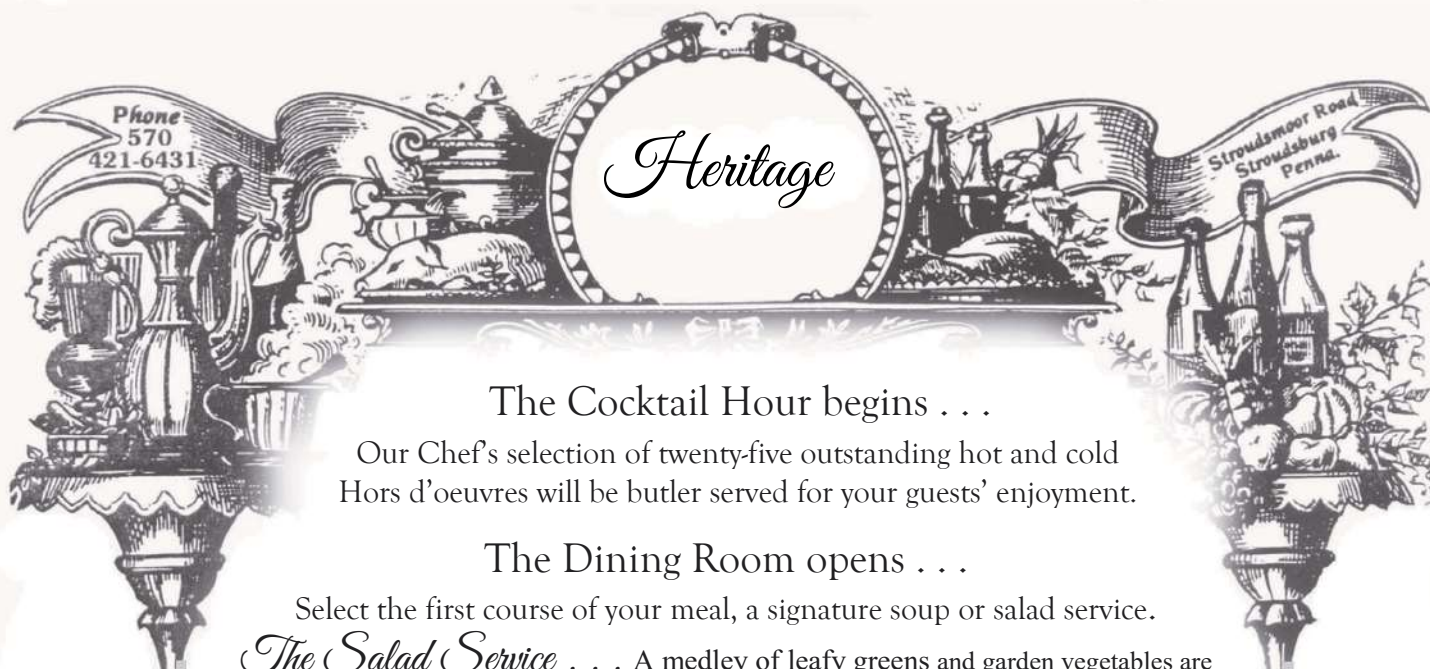 Phone
570
421-6431
Heritage
Stroudsmoor Road
Stroudsburg
Penna.
The Cocktail Hour begins . . .
Our Chef's selection of twenty-five outstanding hot and cold
Hors d'oeuvres will be butler served for your guests' enjoyment.
The Dining Room opens . . .
Select the first course of your meal, a signature soup or salad service.
The Salad Service . . . A medley of leafy greens and garden vegetables are